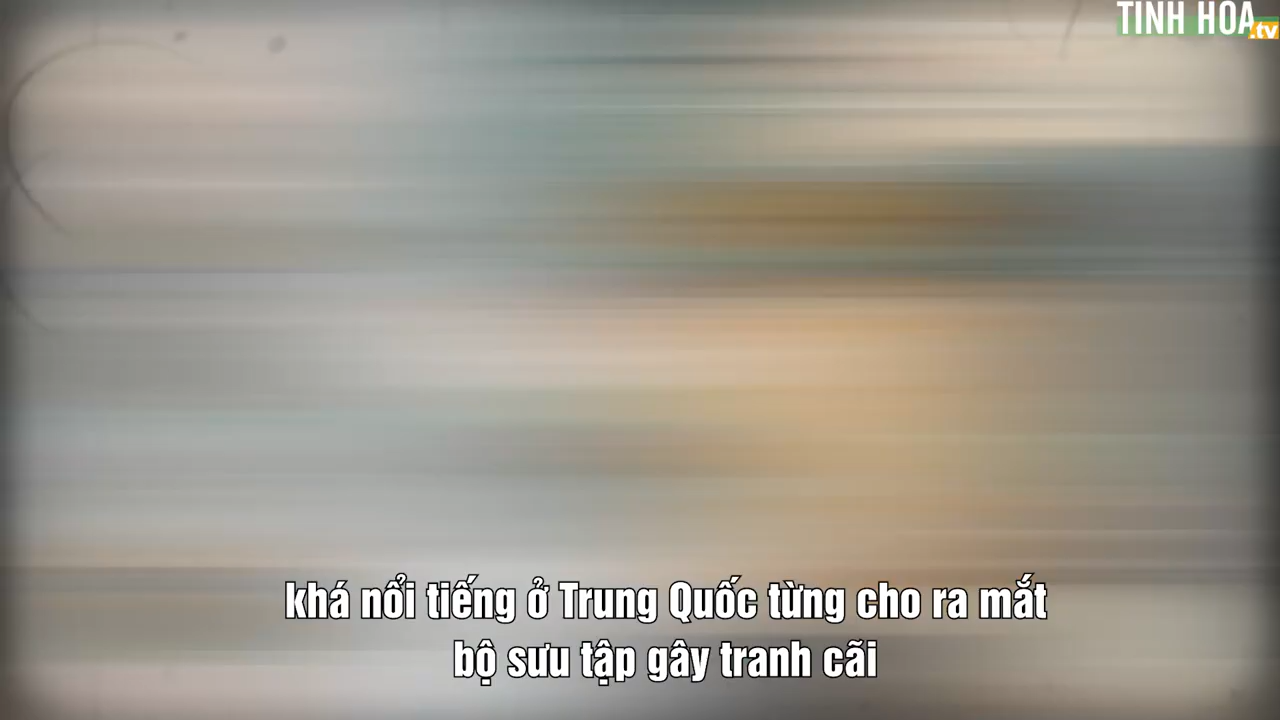 TINH HOA
.tv
khá nổi tiếng ở Trung Quốc từng cho ra mắt
bộ sưu tập gây tranh cãi